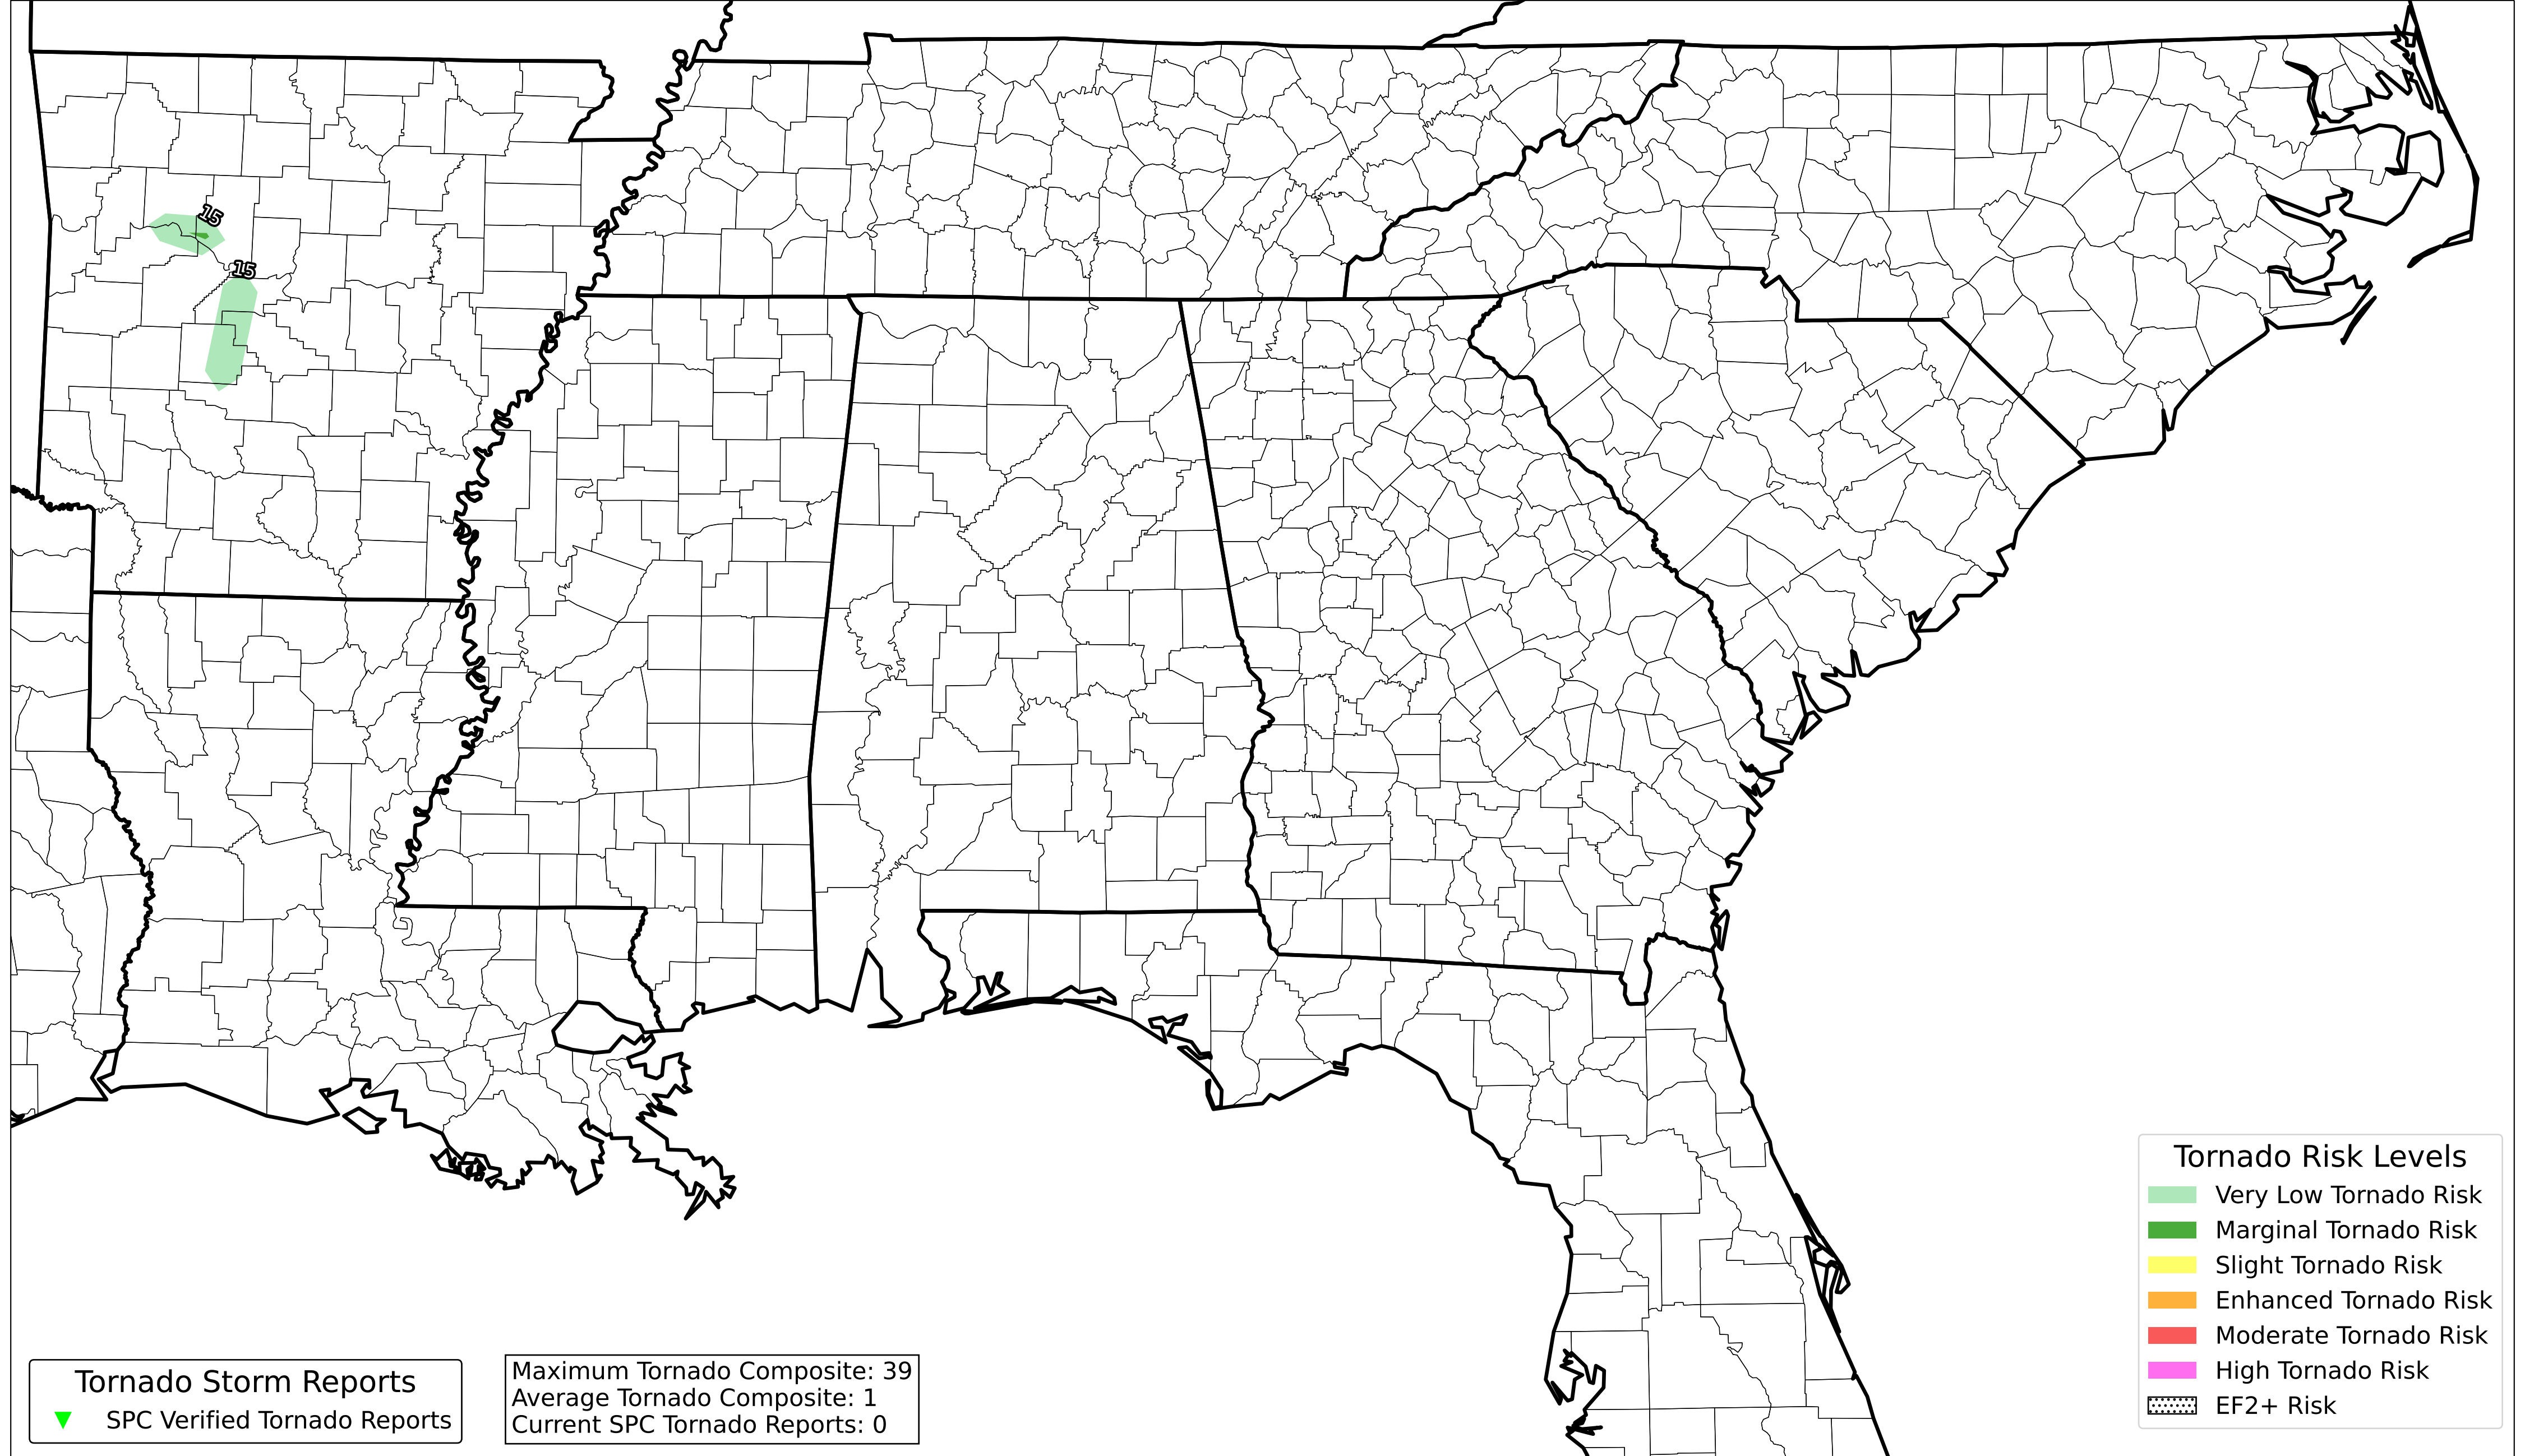 15
15
Tornado Risk Levels
Very Low Tornado Risk
Marginal Tornado Risk
Slight Tornado Risk
Enhanced Tornado Risk
Moderate Tornado Risk
High Tornado Risk
EF2+ Risk
Tornado Storm Reports
SPC Verified Tornado Reports
Maximum Tornado Composite: 39
Average Tornado Composite: 1
Current SPC Tornado Reports: 0